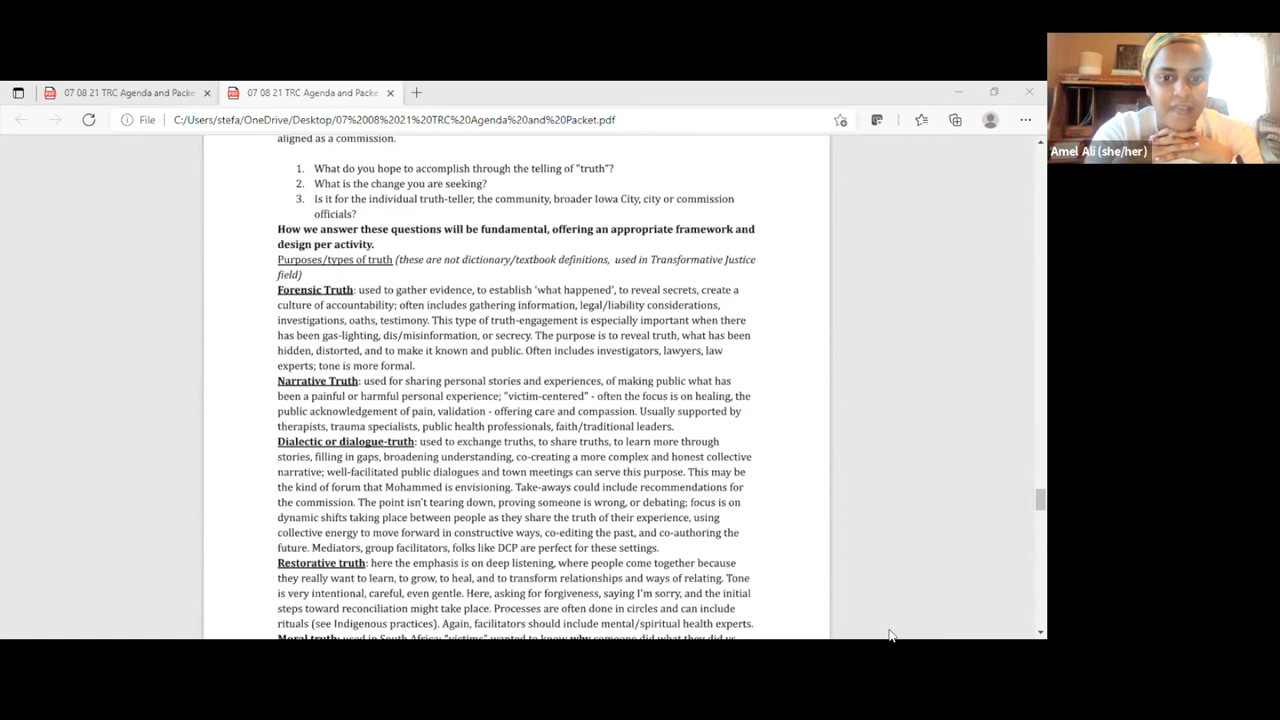 07 08 21 TRC Agenda and Packe
07 08 21 TRC Agenda and Packet.
File
C:/Users/stefa/OneDrive/Desktop/07%2008%2021%20TRC%20Agenda%20and%20Packet.pdf
Amel Ali (she/her)
aligned as a commission.
1. What do you hope to accomplish through the telling of "truth"?
2. What is the change you are seeking?
3. Is it for the individual truth-teller, the community, broader Iowa City, city or commission
officials?
How we answer these questions will be fundamental, offering an appropriate framework and
design per activity.
Purposes/types of truth (these are not dictionary/textbook definitions, used in Transformative Justice
field)
Forensic Truth: used to gather evidence, to establish 'what happened', to reveal secrets, create a
culture of accountability; often includes gathering information, legal/liability considerations,
investigations, oaths, testimony. This type of truth-engagement is especially important when there
has been gas-lighting, dis/misinformation, or secrecy. The purpose is to reveal truth, what has been
hidden, distorted, and to make it known and public. Often includes investigators, lawyers, law
experts; tone is more formal.
Narrative Truth: used for sharing personal stories and experiences, of making public what has
been a painful or harmful personal experience; "victim-centered" - often the focus is on healing, the
public acknowledgement of pain, validation - offering care and compassion. Usually supported by
therapists, trauma specialists, public health professionals, faith/traditional leaders.
Dialectic or dialogue-truth: used to exchange truths, to share truths, to learn more through
stories, filling in gaps, broadening understanding, co-creating a more complex and honest collective
narrative; well-facilitated public dialogues and town meetings can serve this purpose. This may be
the kind of forum that Mohammed is envisioning. Take-aways could include recommendations for
the commission. The point isn't tearing down, proving someone is wrong, or debating; focus is on
dynamic shifts taking place between people as they share the truth of their experience, using
collective energy to move forward in constructive ways, co-editing the past, and co-authoring the
future. Mediators, group facilitators, folks like DCP are perfect for these settings.
Restorative truth: here the emphasis is on deep listening, where people come together because
they really want to learn, to grow, to heal, and to transform relationships and ways of relating. Tone
is very intentional, careful, even gentle. Here, asking for forgiveness, saying I'm sorry, and the initial
steps toward reconciliation might take place. Processes are often done in circles and can include
rituals (see Indigenous practices). Again, facilitators should include mental/spiritual health experts.
Moral truth: used in South Africa; "victims" wanted to know why someone did what they did vs